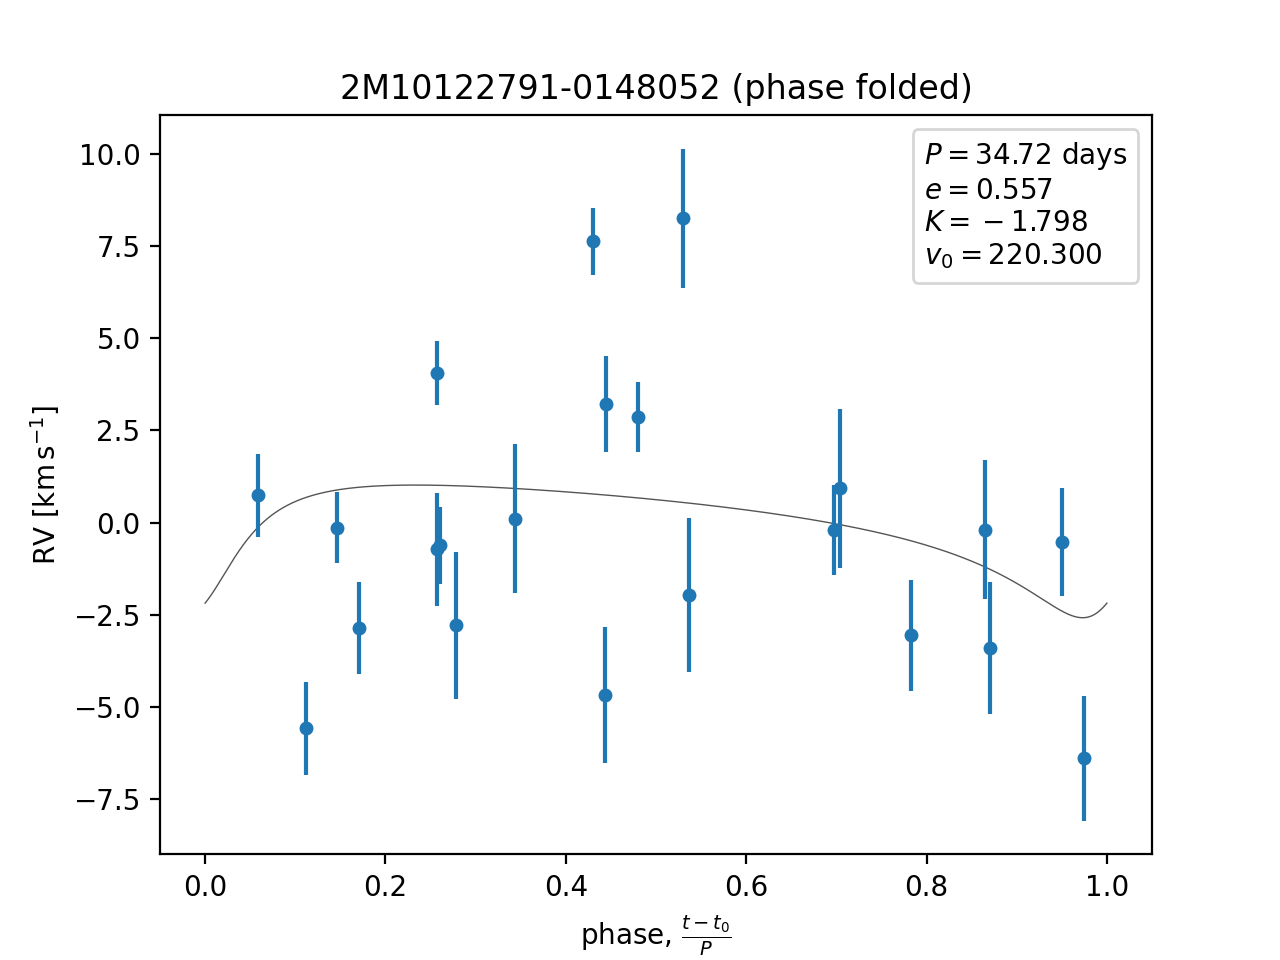 2M10122791-0148052 (phase folded)
P = 34.72 days
e = 0.557
K = −1.798
v₀ = 220.300
10.0
7.5
5.0
2.5
0.0
−2.5
−5.0
−7.5
RV [km s⁻¹]
0.0 0.2 0.4 0.6 0.8 1.0
phase, (t − t₀)/P